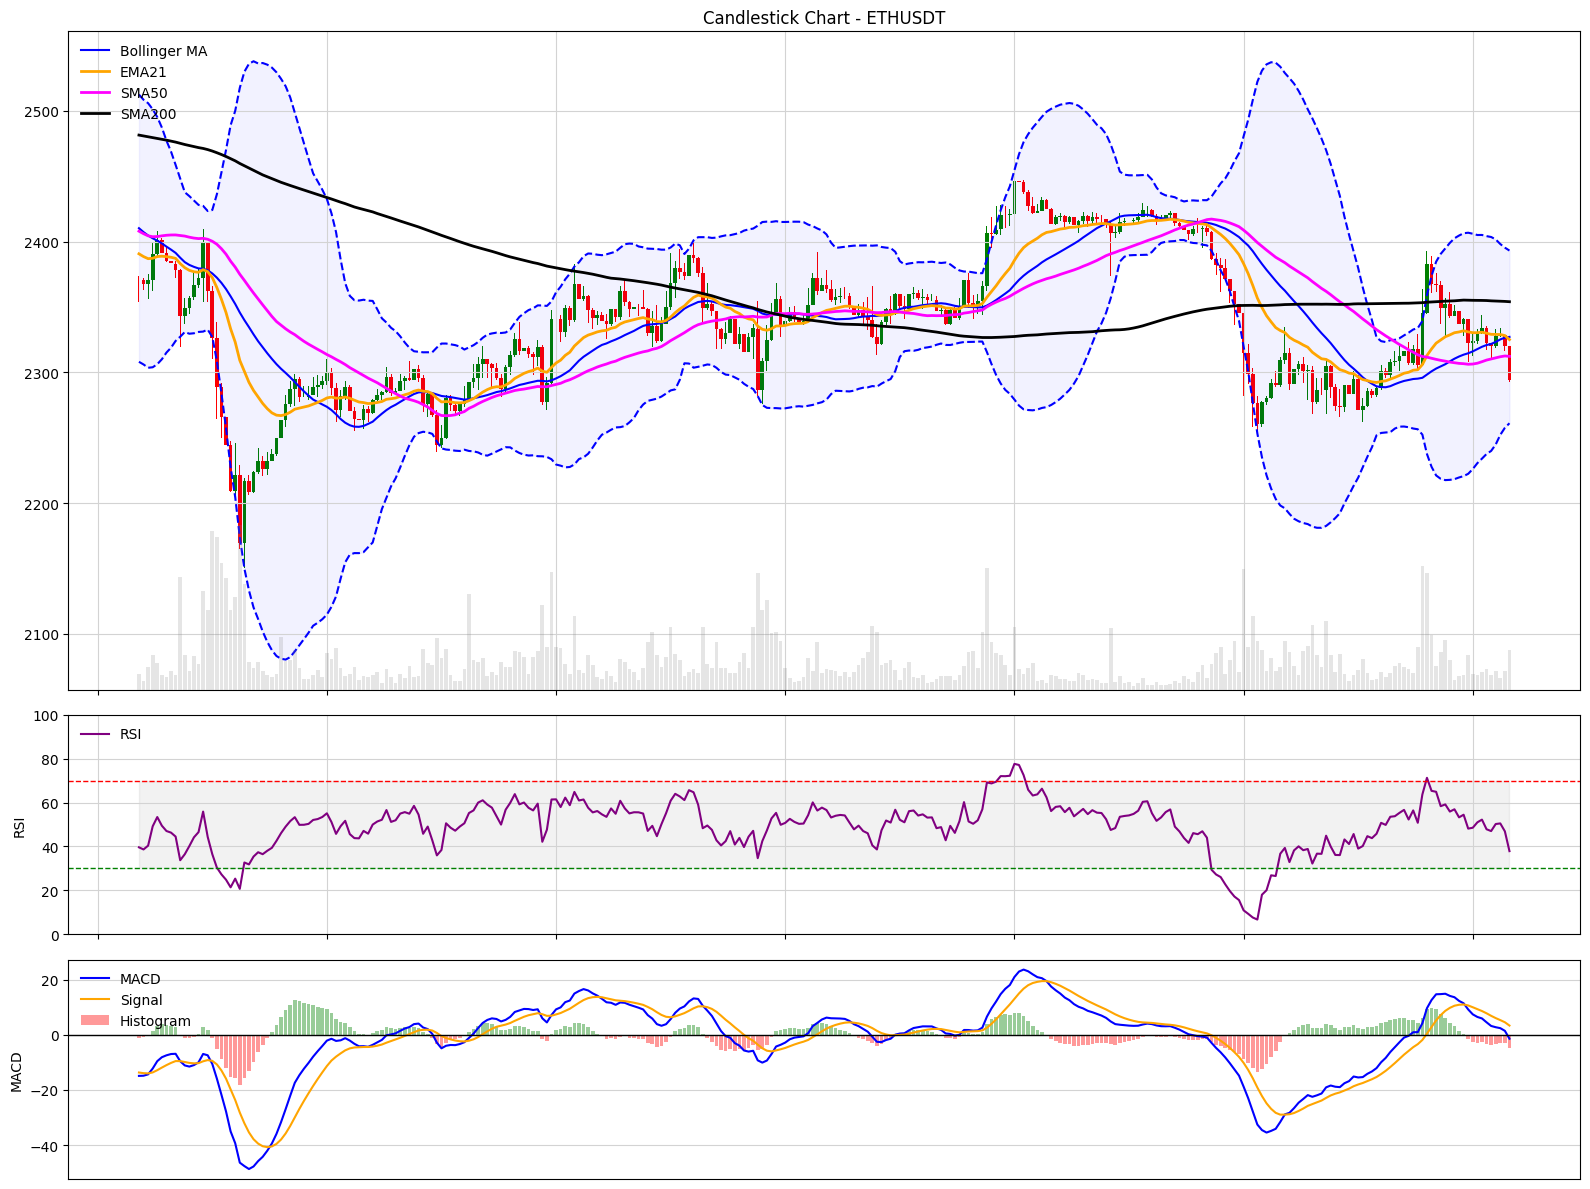 Candlestick Chart - ETHUSDT
Bollinger MA
EMA21
SMA50
SMA200
2500
2400
2300
2200
2100
RSI
100
80
60
40
20
0
RSI
MACD
Signal
Histogram
20
0
−20
−40
MACD